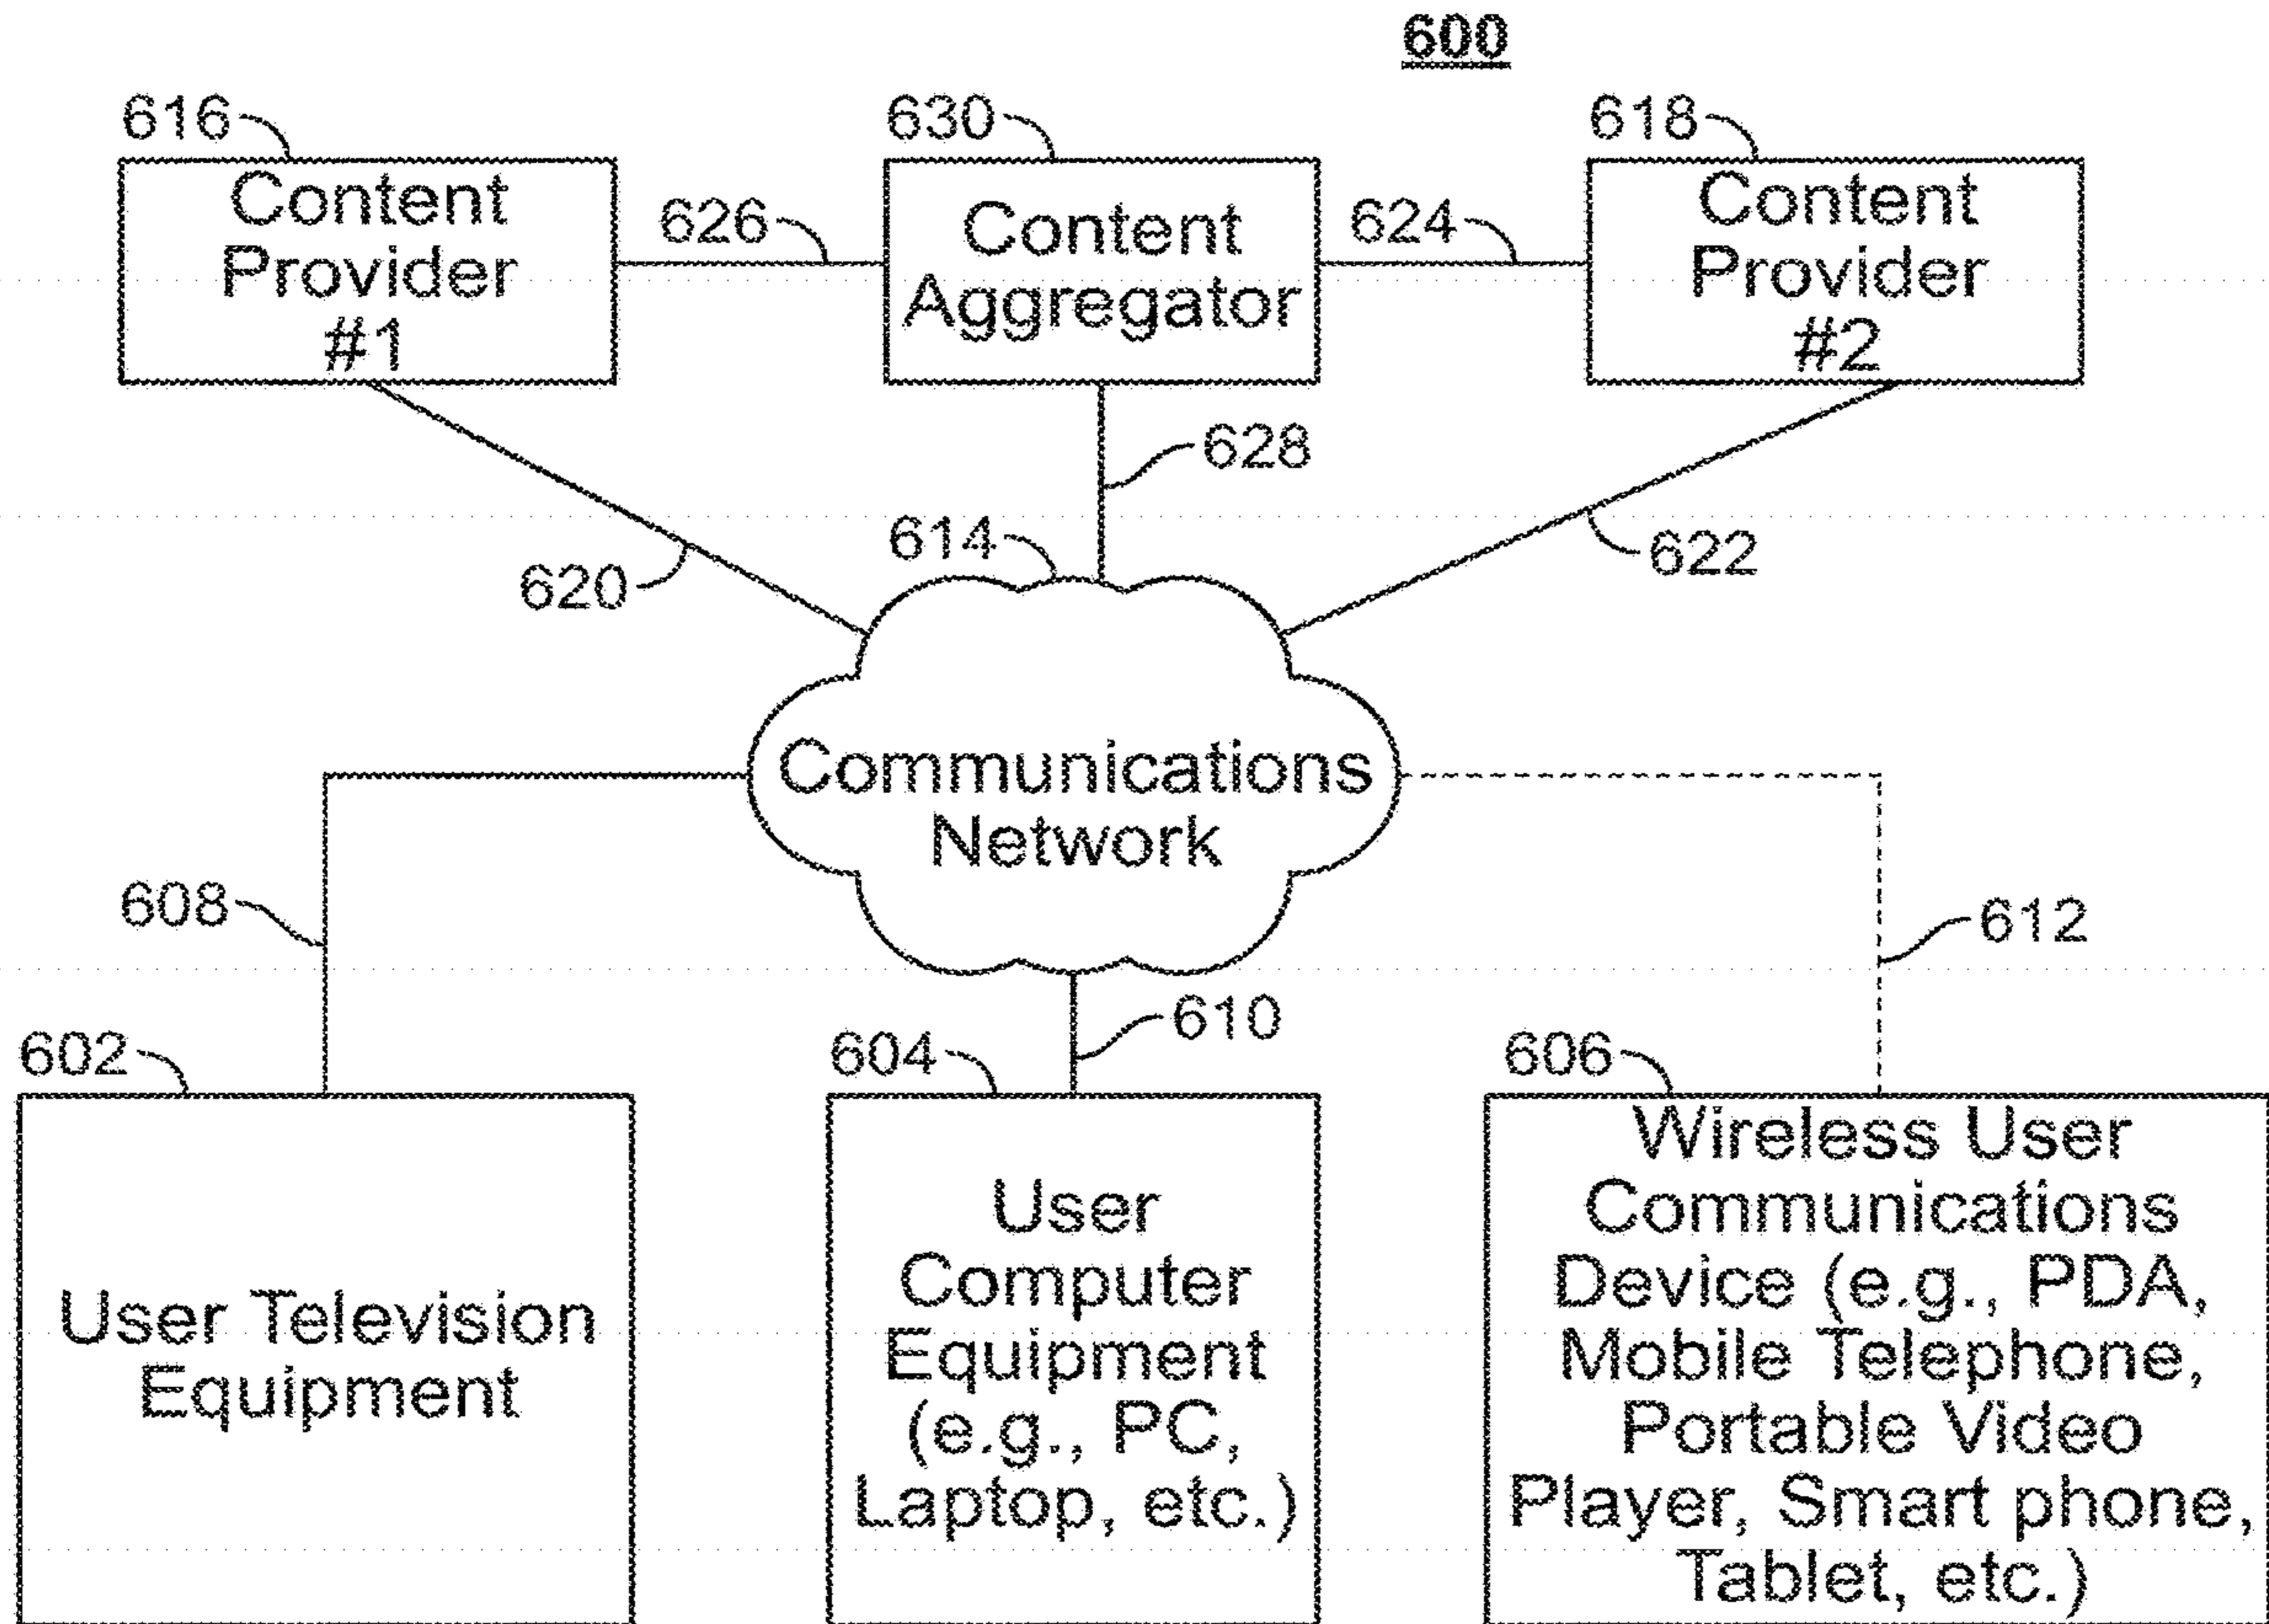 600
616
630
618
Content
Provider
#1
626
Content
Aggregator
624
Content
Provider
#2
628
614
620
622
Communications
Network
608
612
610
602
604
606
User Television
Equipment
User
Computer
Equipment
(e.g., PC,
Laptop, etc.)
Wireless User
Communications
Device (e.g., PDA,
Mobile Telephone,
Portable Video
Player, Smart phone,
Tablet, etc.)